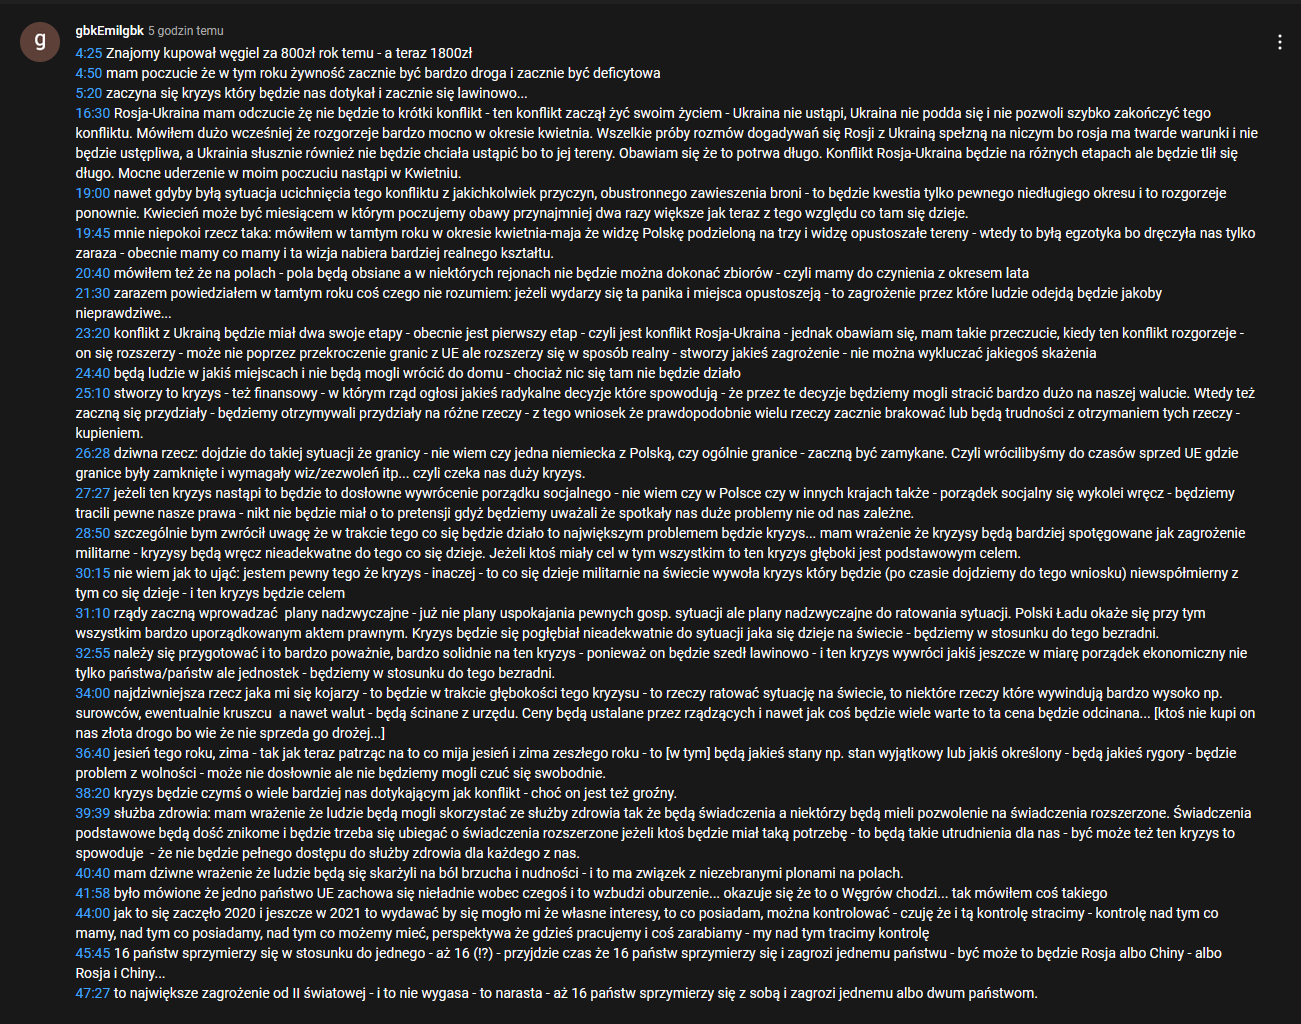 g
gbkEmilgbk 5 godzin temu
4:25 Znajomy kupował węgiel za 800zł rok temu - a teraz 1800zł
4:50 mam poczucie że w tym roku żywność zacznie być bardzo droga i zacznie być deficytowa
5:20 zaczyna się kryzys który będzie nas dotykał i zacznie się lawinowo...
16:30 Rosja-Ukraina mam odczucie żę nie będzie to krótki konflikt - ten konflikt zaczął żyć swoim życiem - Ukraina nie ustąpi, Ukraina nie podda się i nie pozwoli szybko zakończyć tego
konfliktu. Mówiłem dużo wcześniej że rozgorzeje bardzo mocno w okresie kwietnia. Wszelkie próby rozmów dogadywań się Rosji z Ukrainą spełzną na niczym bo rosja ma twarde warunki i nie
będzie ustępliwa, a Ukrainia słusznie również nie będzie chciała ustąpić bo to jej tereny. Obawiam się że to potrwa długo. Konflikt Rosja-Ukraina będzie na różnych etapach ale będzie tlił się
długo. Mocne uderzenie w moim poczuciu nastąpi w Kwietniu.
19:00 nawet gdyby byłą sytuacja ucichnięcia tego konfliktu z jakichkolwiek przyczyn, obustronnego zawieszenia broni - to będzie kwestia tylko pewnego niedługiego okresu i to rozgorzeje
ponownie. Kwiecień może być miesiącem w którym poczujemy obawy przynajmniej dwa razy większe jak teraz z tego względu co tam się dzieje.
19:45 mnie niepokoi rzecz taka: mówiłem w tamtym roku w okresie kwietnia-maja że widzę Polskę podzieloną na trzy i widzę opustoszałe tereny - wtedy to byłą egzotyka bo dręczyła nas tylko
zaraza - obecnie mamy co mamy i ta wizja nabiera bardziej realnego kształtu.
20:40 mówiłem też że na polach - pola będą obsiane a w niektórych rejonach nie będzie można dokonać zbiorów - czyli mamy do czynienia z okresem lata
21:30 zarazem powiedziałem w tamtym roku coś czego nie rozumiem: jeżeli wydarzy się ta panika i miejsca opustoszeją - to zagrożenie przez które ludzie odejdą będzie jakoby
nieprawdziwe...
23:20 konflikt z Ukrainą będzie miał dwa swoje etapy - obecnie jest pierwszy etap - czyli jest konflikt Rosja-Ukraina - jednak obawiam się, mam takie przeczucie, kiedy ten konflikt rozgorzeje -
on się rozszerzy - może nie poprzez przekroczenie granic z UE ale rozszerzy się w sposób realny - stworzy jakieś zagrożenie - nie można wykluczać jakiegoś skażenia
24:40 będą ludzie w jakiś miejscach i nie będą mogli wrócić do domu - chociaż nic się tam nie będzie działo
25:10 stworzy to kryzys - też finansowy - w którym rząd ogłosi jakieś radykalne decyzje które spowodują - że przez te decyzje będziemy mogli stracić bardzo dużo na naszej walucie. Wtedy też
zaczną się przydziały - będziemy otrzymywali przydziały na różne rzeczy - z tego wniosek że prawdopodobnie wielu rzeczy zacznie brakować lub będą trudności z otrzymaniem tych rzeczy -
kupieniem.
26:28 dziwna rzecz: dojdzie do takiej sytuacji że granicy - nie wiem czy jedna niemiecka z Polską, czy ogólnie granice - zaczną być zamykane. Czyli wrócilibyśmy do czasów sprzed UE gdzie
granice były zamknięte i wymagały wiz/zezwoleń itp... czyli czeka nas duży kryzys.
27:27 jeżeli ten kryzys nastąpi to będzie to dosłowne wywrócenie porządku socjalnego - nie wiem czy w Polsce czy w innych krajach także - porządek socjalny się wykolei wręcz - będziemy
tracili pewne nasze prawa - nikt nie będzie miał o to pretensji gdyż będziemy uważali że spotkały nas duże problemy nie od nas zależne.
28:50 szczególnie bym zwrócił uwagę że w trakcie tego co się będzie działo to największym problemem będzie kryzys... mam wrażenie że kryzysy będą bardziej spotęgowane jak zagrożenie
militarne - kryzysy będą wręcz nieadekwatne do tego co się dzieje. Jeżeli ktoś miały cel w tym wszystkim to ten kryzys głęboki jest podstawowym celem.
30:15 nie wiem jak to ująć: jestem pewny tego że kryzys - inaczej - to co się dzieje militarnie na świecie wywoła kryzys który będzie (po czasie dojdziemy do tego wniosku) niewspółmierny z
tym co się dzieje - i ten kryzys będzie celem
31:10 rządy zaczną wprowadzać  plany nadzwyczajne - już nie plany uspokajania pewnych gosp. sytuacji ale plany nadzwyczajne do ratowania sytuacji. Polski Ładu okaże się przy tym
wszystkim bardzo uporządkowanym aktem prawnym. Kryzys będzie się pogłębiał nieadekwatnie do sytuacji jaka się dzieje na świecie - będziemy w stosunku do tego bezradni.
32:55 należy się przygotować i to bardzo poważnie, bardzo solidnie na ten kryzys - ponieważ on będzie szedł lawinowo - i ten kryzys wywróci jakiś jeszcze w miarę porządek ekonomiczny nie
tylko państwa/państw ale jednostek - będziemy w stosunku do tego bezradni.
34:00 najdziwniejsza rzecz jaka mi się kojarzy - to będzie w trakcie głębokości tego kryzysu - to rzeczy ratować sytuację na świecie, to niektóre rzeczy które wywindują bardzo wysoko np.
surowców, ewentualnie kruszcu  a nawet walut - będą ścinane z urzędu. Ceny będą ustalane przez rządzących i nawet jak coś będzie wiele warte to ta cena będzie odcinana... [ktoś nie kupi on
nas złota drogo bo wie że nie sprzeda go drożej...]
36:40 jesień tego roku, zima - tak jak teraz patrząc na to co mija jesień i zima zeszłego roku - to [w tym] będą jakieś stany np. stan wyjątkowy lub jakiś określony - będą jakieś rygory - będzie
problem z wolności - może nie dosłownie ale nie będziemy mogli czuć się swobodnie.
38:20 kryzys będzie czymś o wiele bardziej nas dotykającym jak konflikt - choć on jest też groźny.
39:39 służba zdrowia: mam wrażenie że ludzie będą mogli skorzystać ze służby zdrowia tak że będą świadczenia a niektórzy będą mieli pozwolenie na świadczenia rozszerzone. Świadczenia
podstawowe będą dość znikome i będzie trzeba się ubiegać o świadczenia rozszerzone jeżeli ktoś będzie miał taką potrzebę - to będą takie utrudnienia dla nas - być może też ten kryzys to
spowoduje  - że nie będzie pełnego dostępu do służby zdrowia dla każdego z nas.
40:40 mam dziwne wrażenie że ludzie będą się skarżyli na ból brzucha i nudności - i to ma związek z niezebranymi plonami na polach.
41:58 było mówione że jedno państwo UE zachowa się nieładnie wobec czegoś i to wzbudzi oburzenie... okazuje się że to o Węgrów chodzi... tak mówiłem coś takiego
44:00 jak to się zaczęło 2020 i jeszcze w 2021 to wydawać by się mogło mi że własne interesy, to co posiadam, można kontrolować - czuję że i tą kontrolę stracimy - kontrolę nad tym co
mamy, nad tym co posiadamy, nad tym co możemy mieć, perspektywa że gdzieś pracujemy i coś zarabiamy - my nad tym tracimy kontrolę
45:45 16 państw sprzymierzy się w stosunku do jednego - aż 16 (!?) - przyjdzie czas że 16 państw sprzymierzy się i zagrozi jednemu państwu - być może to będzie Rosja albo Chiny - albo
Rosja i Chiny...
47:27 to największe zagrożenie od II światowej - i to nie wygasa - to narasta - aż 16 państw sprzymierzy się z sobą i zagrozi jednemu albo dwum państwom.